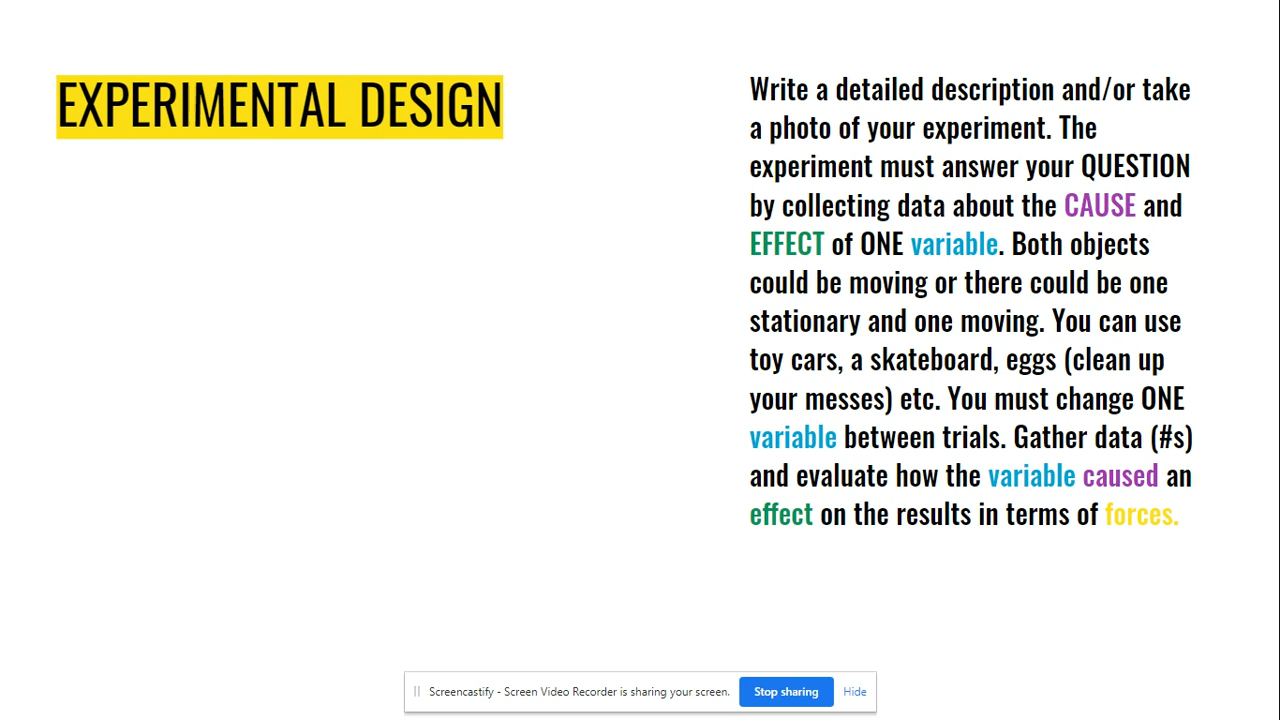 EXPERIMENTAL DESIGN
Write a detailed description and/or take
a photo of your experiment. The
experiment must answer your QUESTION
by collecting data about the CAUSE and
EFFECT of ONE variable. Both objects
could be moving or there could be one
stationary and one moving. You can use
toy cars, a skateboard, eggs (clean up
your messes) etc. You must change ONE
variable between trials. Gather data (#s)
and evaluate how the variable caused an
effect on the results in terms of forces.
Screencastify - Screen Video Recorder is sharing your screen. Stop sharing Hide